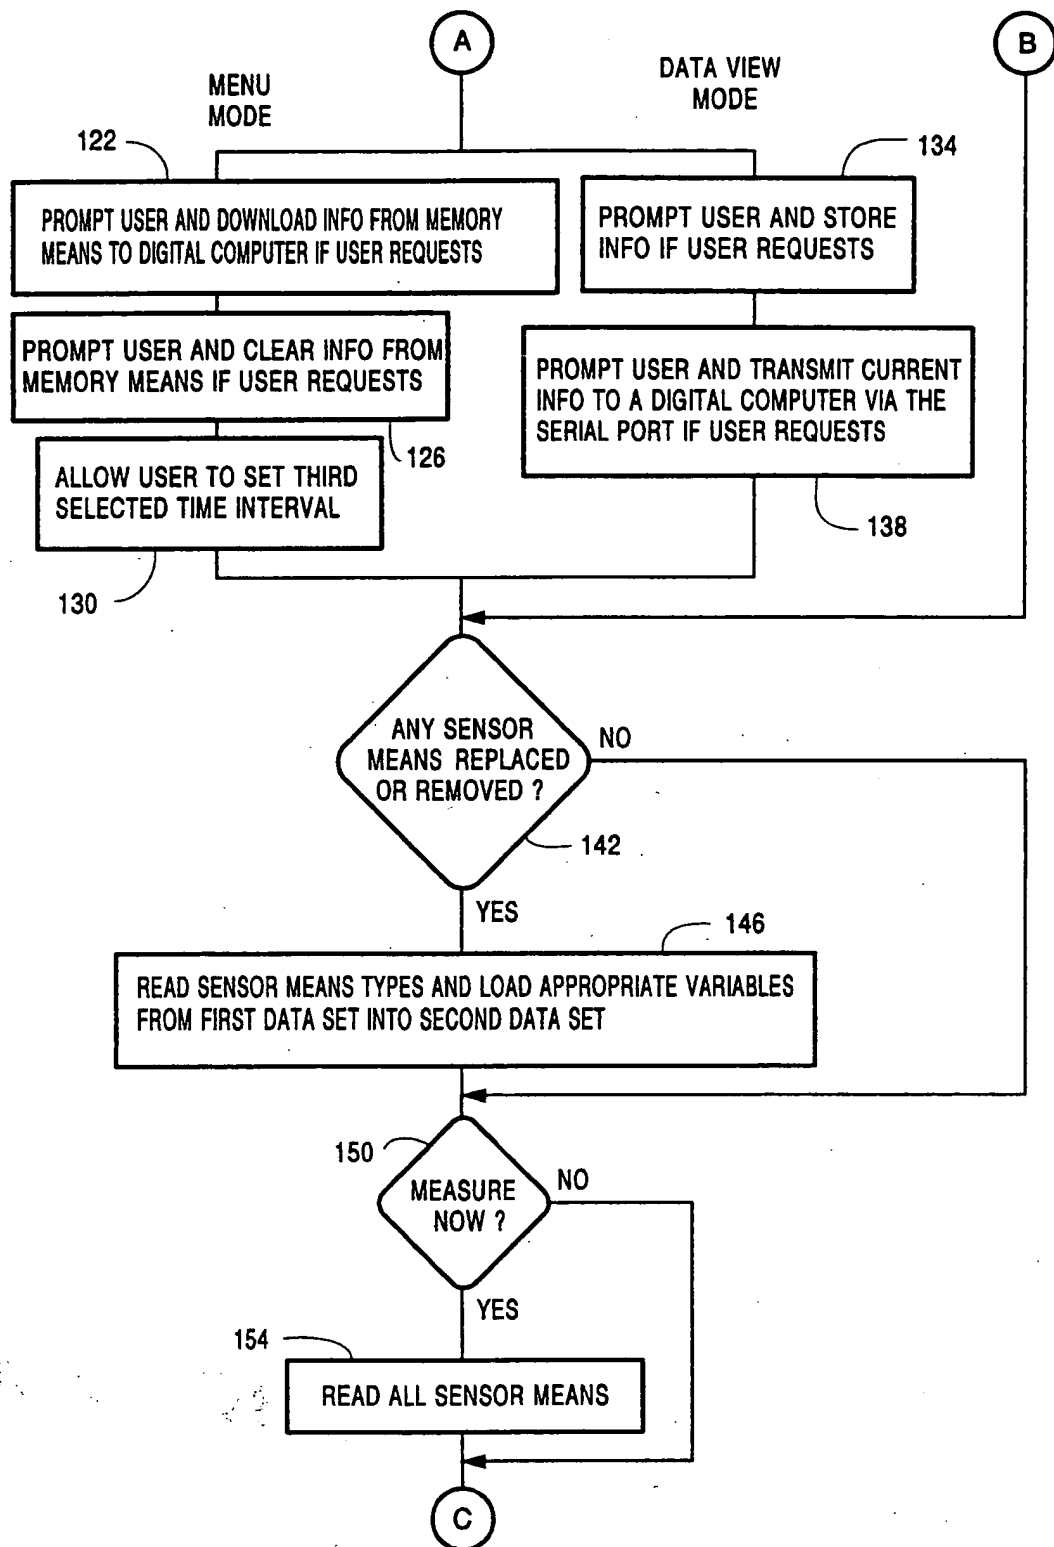 A
B
MENU
MODE
DATA VIEW
MODE
122
134
PROMPT USER AND DOWNLOAD INFO FROM MEMORY
MEANS TO DIGITAL COMPUTER IF USER REQUESTS
PROMPT USER AND STORE
INFO IF USER REQUESTS
PROMPT USER AND CLEAR INFO FROM
MEMORY MEANS IF USER REQUESTS
126
PROMPT USER AND TRANSMIT CURRENT
INFO TO A DIGITAL COMPUTER VIA THE
SERIAL PORT IF USER REQUESTS
138
ALLOW USER TO SET THIRD
SELECTED TIME INTERVAL
130
ANY SENSOR
MEANS REPLACED
OR REMOVED ?
NO
142
YES
146
READ SENSOR MEANS TYPES AND LOAD APPROPRIATE VARIABLES
FROM FIRST DATA SET INTO SECOND DATA SET
150
MEASURE
NOW ?
NO
YES
154
READ ALL SENSOR MEANS
C